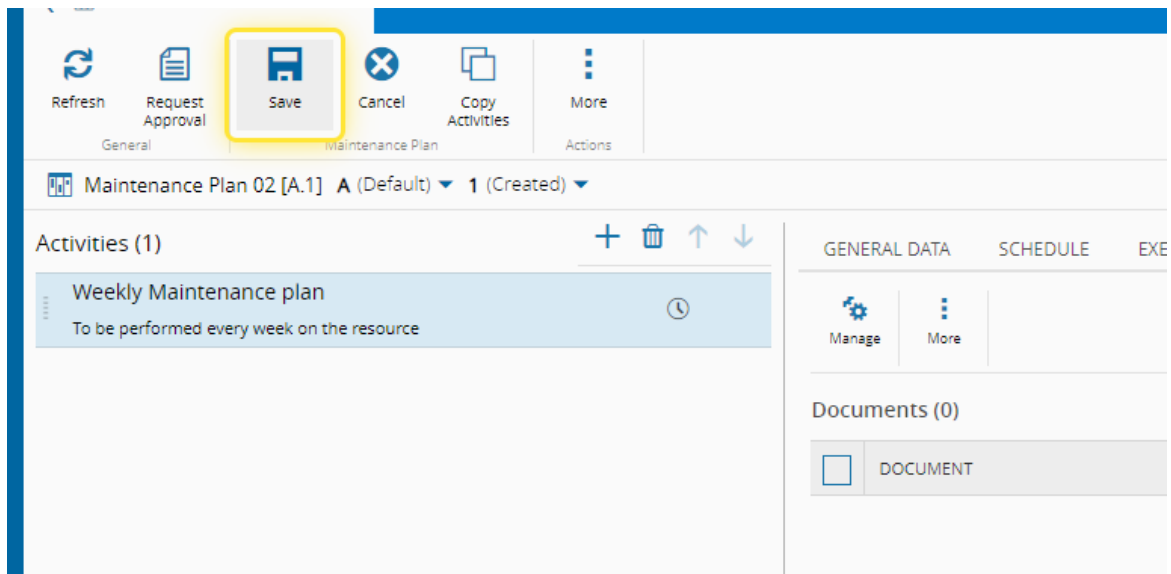 Refresh
Request
Approval
Save
Cancel
Copy
Activities
More
General
Maintenance Plan
Actions
Maintenance Plan 02 [A.1] A (Default) 1 (Created)
Activities (1)
Weekly Maintenance plan
To be performed every week on the resource
GENERAL DATA SCHEDULE EXE
Manage
More
Documents (0)
DOCUMENT